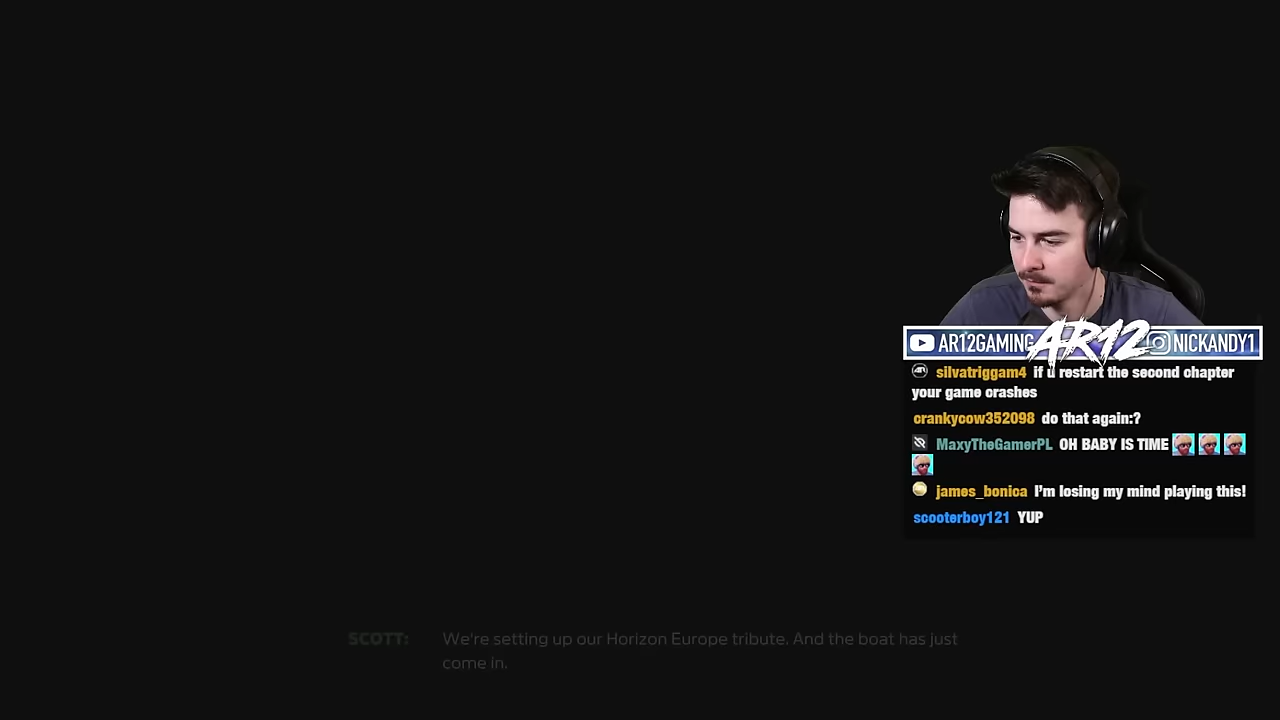 AR12GAMING AR12 NICKANDY1
silvatriggam4 if u restart the second chapter
your game crashes
crankycow352098 do that again:?
MaxyTheGamerPL OH BABY IS TIME
james_bonica I'm losing my mind playing this!
scooterboy121 YUP
SCOTT: We're setting up our Horizon Europe tribute. And the boat has just
come in.